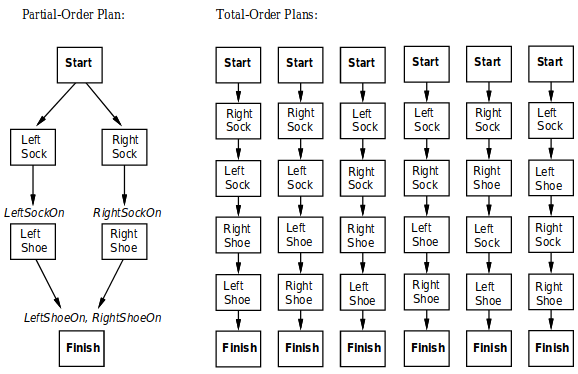 Partial-Order Plan:
Start
Left
Sock
Right
Sock
LeftSockOn
RightSockOn
Left
Shoe
Right
Shoe
LeftShoeOn, RightShoeOn
Finish
Total-Order Plans:
Start
Right
Sock
Left
Sock
Right
Shoe
Left
Shoe
Finish
Start
Right
Sock
Left
Sock
Left
Shoe
Right
Shoe
Finish
Start
Left
Sock
Right
Sock
Right
Shoe
Left
Shoe
Finish
Start
Left
Sock
Right
Sock
Left
Shoe
Right
Shoe
Finish
Start
Right
Sock
Right
Shoe
Left
Sock
Left
Shoe
Finish
Start
Left
Sock
Left
Shoe
Right
Sock
Right
Shoe
Finish